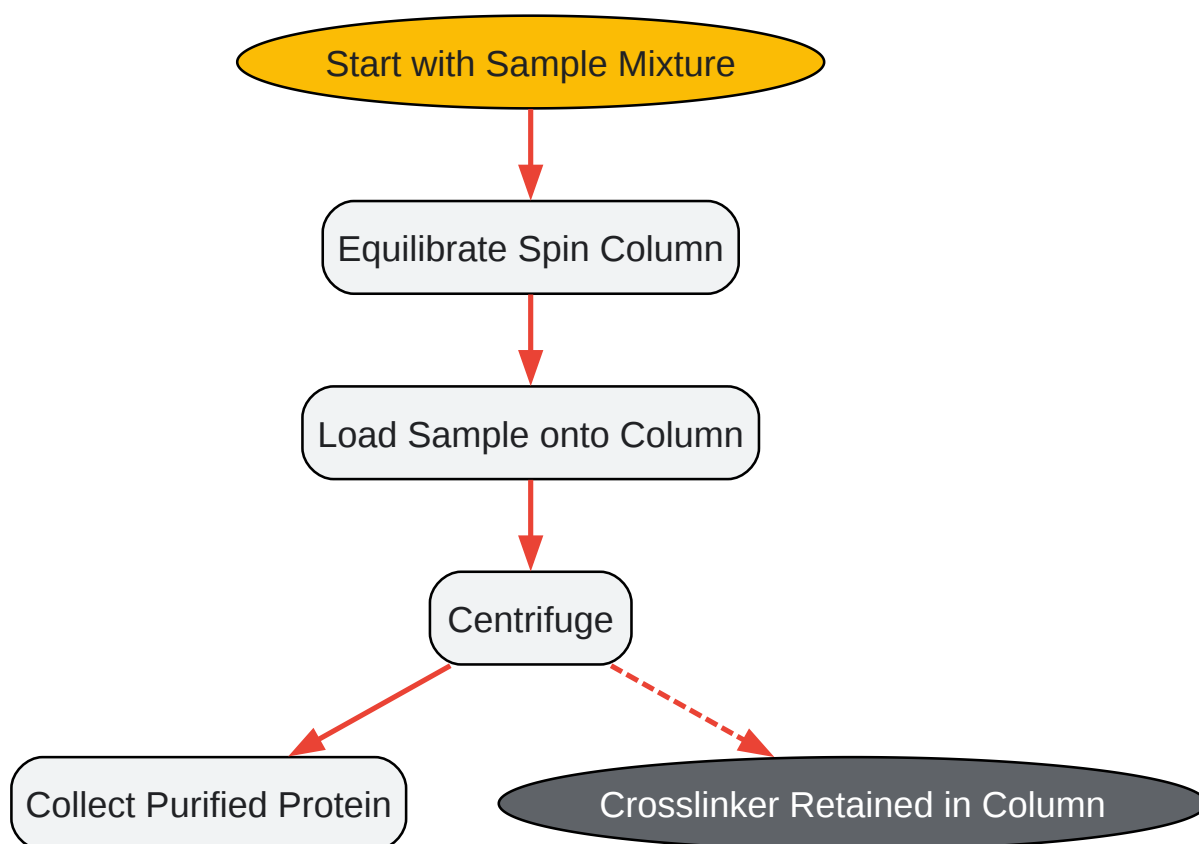 Start with Sample Mixture
Equilibrate Spin Column
Load Sample onto Column
Centrifuge
Collect Purified Protein
Crosslinker Retained in Column